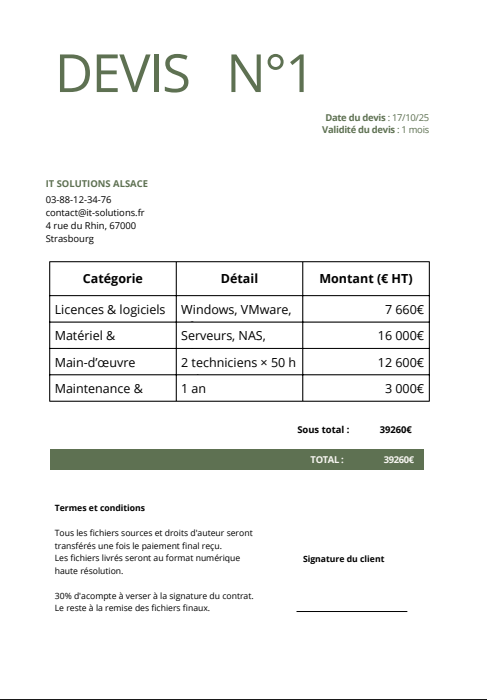 DEVIS N°1
Date du devis : 17/10/25
Validité du devis : 1 mois
IT SOLUTIONS ALSACE
03-88-12-34-76
contact@it-solutions.fr
4 rue du Rhin, 67000
Strasbourg
Catégorie Détail Montant (€ HT)
Licences & logiciels Windows, VMware, 7 660€
Matériel & Serveurs, NAS, 16 000€
Main-d’œuvre 2 techniciens × 50 h 12 600€
Maintenance & 1 an 3 000€
Sous total : 39260€
TOTAL : 39260€
Termes et conditions
Tous les fichiers sources et droits d'auteur seront
transférés une fois le paiement final reçu.
Les fichiers livrés seront au format numérique
haute résolution.
30% d'acompte à verser à la signature du contrat.
Le reste à la remise des fichiers finaux.
Signature du client